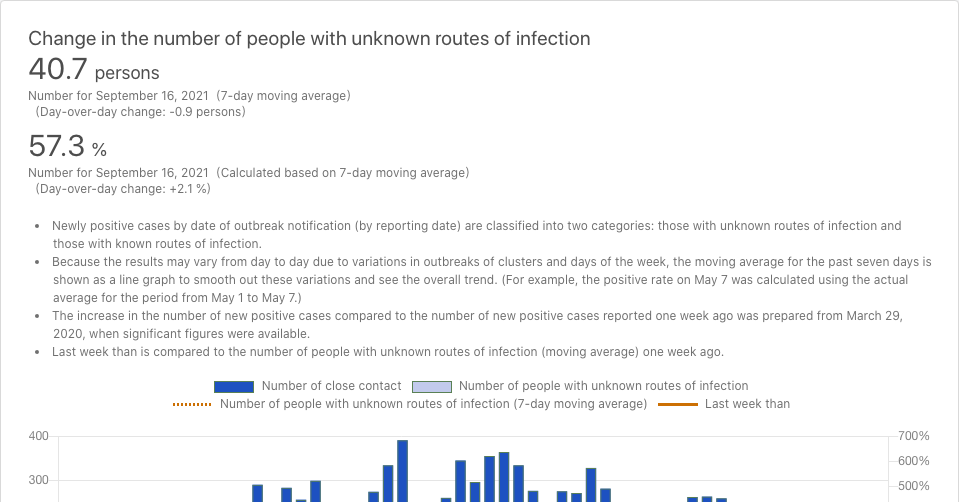 Change in the number of people with unknown routes of infection
40.7 persons
Number for September 16, 2021 (7-day moving average)
(Day-over-day change: -0.9 persons)
57.3 %
Number for September 16, 2021 (Calculated based on 7-day moving average)
(Day-over-day change: +2.1 %)
• Newly positive cases by date of outbreak notification (by reporting date) are classified into two categories: those with unknown routes of infection and
those with known routes of infection.
• Because the results may vary from day to day due to variations in outbreaks of clusters and days of the week, the moving average for the past seven days is
shown as a line graph to smooth out these variations and see the overall trend. (For example, the positive rate on May 7 was calculated using the actual
average for the period from May 1 to May 7.)
• The increase in the number of new positive cases compared to the number of new positive cases reported one week ago was prepared from March 29,
2020, when significant figures were available.
• Last week than is compared to the number of people with unknown routes of infection (moving average) one week ago.
Number of close contact Number of people with unknown routes of infection
Number of people with unknown routes of infection (7-day moving average) Last week than
400 700%
600%
300 500%